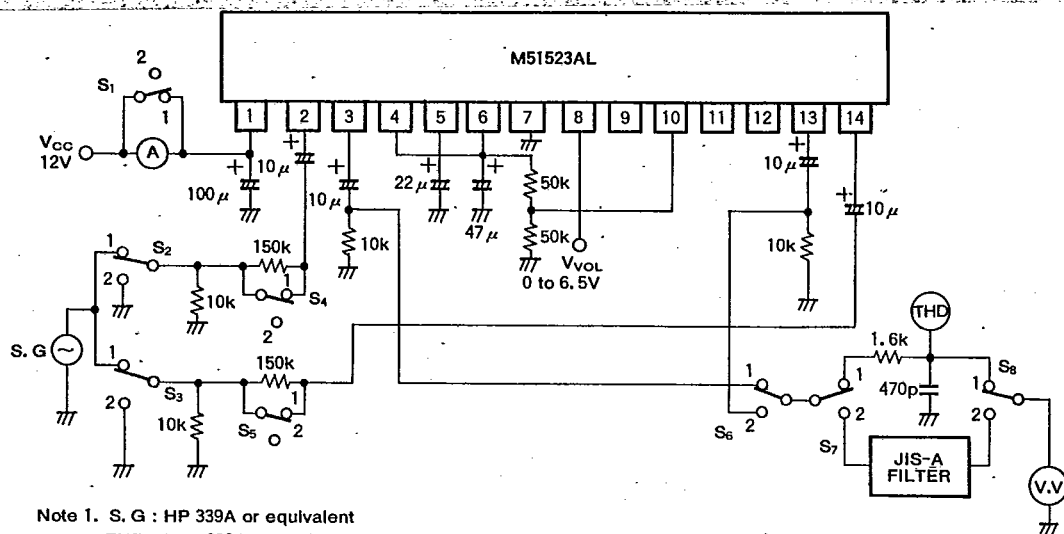 M51523AL
1 2 3 4 5 6 7 8 9 10 11 12 13 14
2
S1
1
VCC
12V
A
+
100μ
+
10μ
+
10μ
+
22μ
+
47μ
50k
50k
VVOL
0 to 6.5V
+
10μ
+
10μ
10k
10k
1
S2
2
10k
150k
1
S4
2
S.G
1
S3
2
10k
150k
1
S5
2
1
S6
2
1
S7
2
1.6k
THD
470p
1
S8
2
JIS-A
FILTER
V.V
Note 1. S. G : HP 339A or equivalent